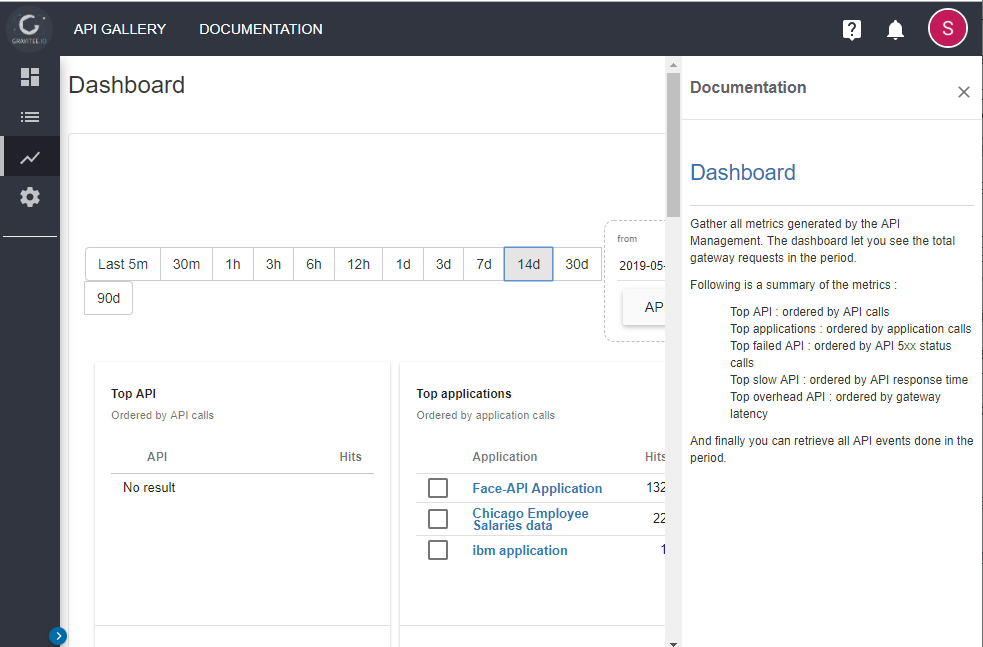 GRAVITEE.IO
API GALLERY
DOCUMENTATION
?
S
Dashboard
Last 5m
30m
1h
3h
6h
12h
1d
3d
7d
14d
30d
90d
from
2019-05-
AP
Top API
Ordered by API calls
API Hits
No result
Top applications
Ordered by application calls
Application Hits
Face-API Application 132
Chicago Employee
Salaries data 22
ibm application 1
Documentation
Dashboard
Gather all metrics generated by the API
Management. The dashboard let you see the total
gateway requests in the period.
Following is a summary of the metrics :
Top API : ordered by API calls
Top applications : ordered by application calls
Top failed API : ordered by API 5xx status
calls
Top slow API : ordered by API response time
Top overhead API : ordered by gateway
latency
And finally you can retrieve all API events done in the
period.